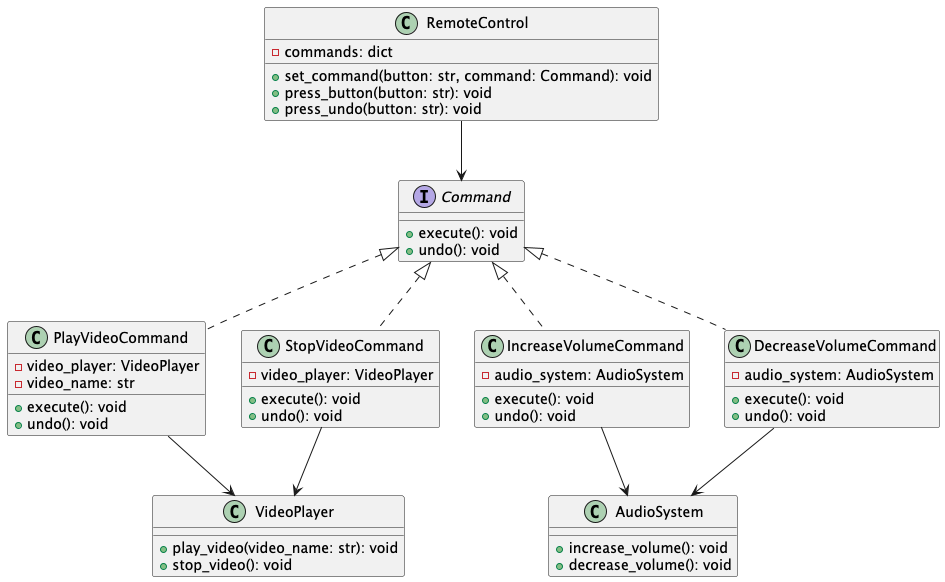 C RemoteControl
commands: dict
set_command(button: str, command: Command): void
press_button(button: str): void
press_undo(button: str): void
I Command
execute(): void
undo(): void
C PlayVideoCommand
video_player: VideoPlayer
video_name: str
execute(): void
undo(): void
C StopVideoCommand
video_player: VideoPlayer
execute(): void
undo(): void
C IncreaseVolumeCommand
audio_system: AudioSystem
execute(): void
undo(): void
C DecreaseVolumeCommand
audio_system: AudioSystem
execute(): void
undo(): void
C VideoPlayer
play_video(video_name: str): void
stop_video(): void
C AudioSystem
increase_volume(): void
decrease_volume(): void